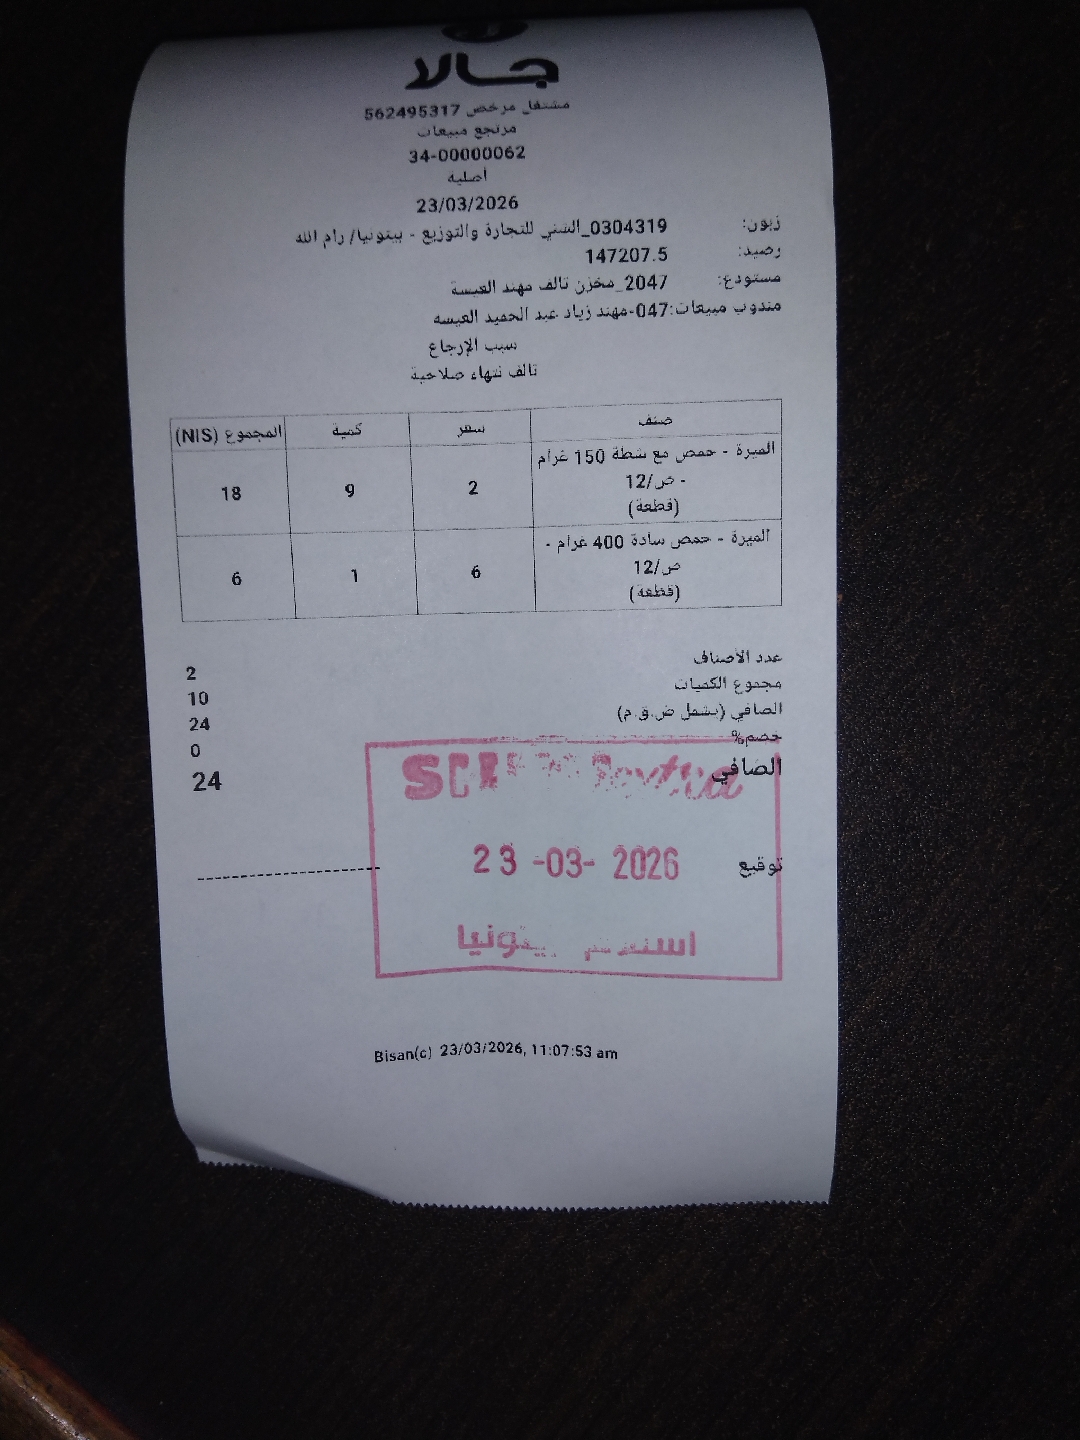 جالا
مشتغل مرخص 562495317
مرتجع مبيعات
34-00000062
أصلية
23/03/2026
زبون: 0304319_الشني للتجارة والتوزيع - بيتونيا/ رام الله
رصيد: 147207.5
مستودع: 2047_مخزن تالف مهند العيسة
مندوب مبيعات:047-مهند زياد عبد الحميد العيسه
سبب الإرجاع
تالف نتهاء صلاحية
صنف سعر كمية المجموع (NIS)
الميرة - حمص مع شطة 150 غرام
- ص/12
(قطعة)
2 9 18
الميرة - حمص سادة 400 غرام -
ص/12
(قطعة)
6 1 6
عدد الأصناف 2
مجموع الكميات 10
الصافي (يشمل ض.ق.م) 24
خصم% 0
الصافي 24
23 -03- 2026
توقيع
بيتونيا
Bisan(c) 23/03/2026, 11:07:53 am